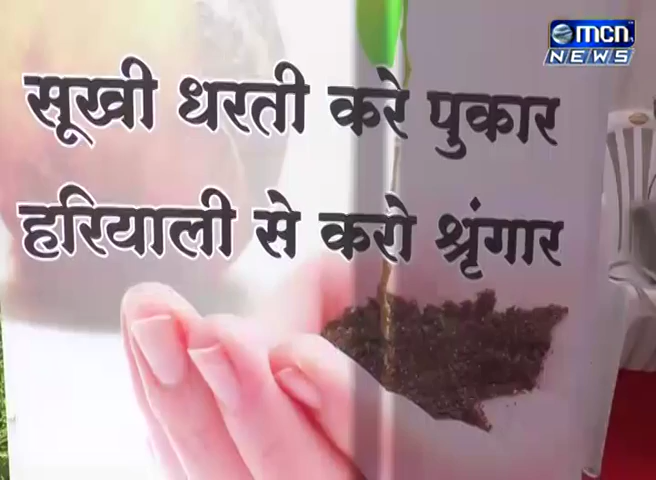 mcn
NEWS
सूखी धरती करे पुकार
हरियाली से करो श्रृंगार